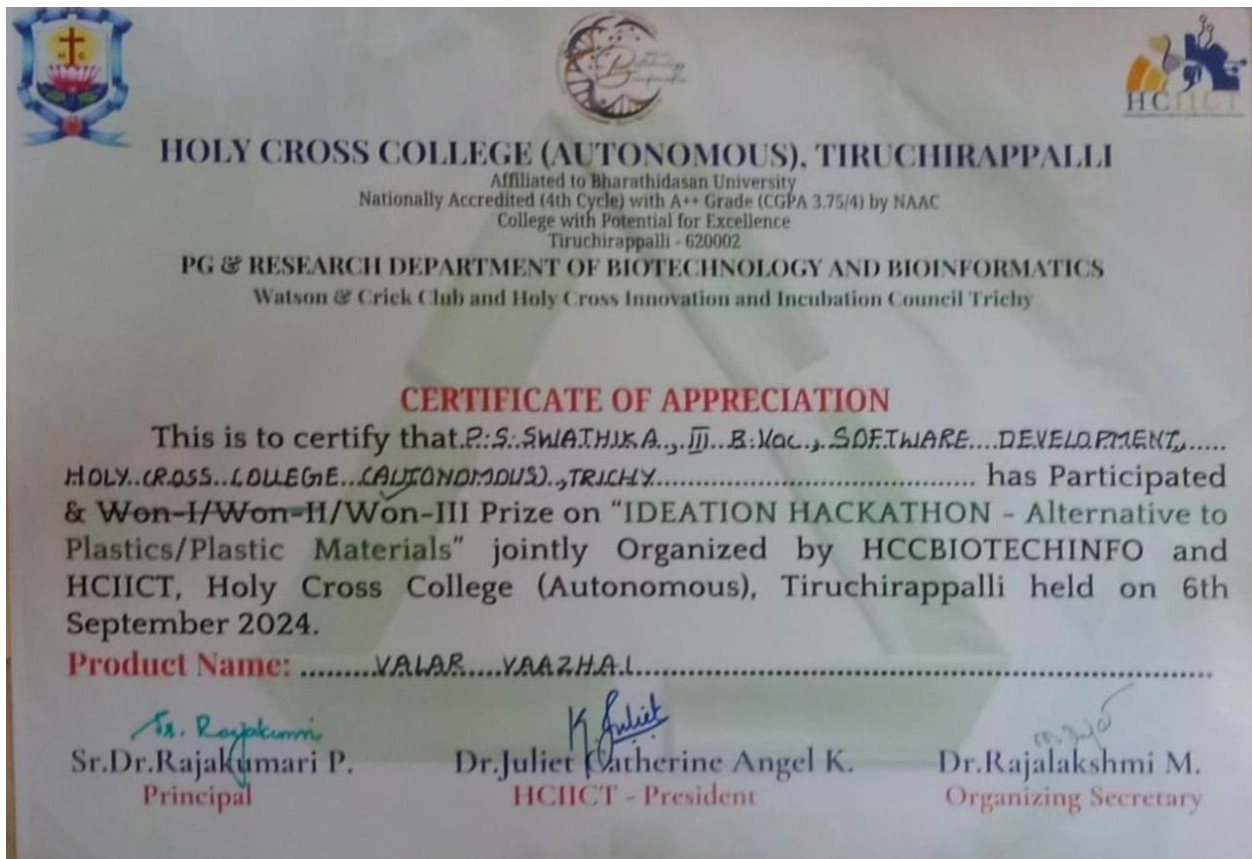 HCIICT
HOLY CROSS COLLEGE (AUTONOMOUS), TIRUCHIRAPPALLI
Affiliated to Bharathidasan University
Nationally Accredited (4th Cycle) with A++ Grade (CGPA 3.75/4) by NAAC
College with Potential for Excellence
Tiruchirappalli - 620002
PG & RESEARCH DEPARTMENT OF BIOTECHNOLOGY AND BIOINFORMATICS
Watson & Crick Club and Holy Cross Innovation and Incubation Council Trichy
CERTIFICATE OF APPRECIATION
This is to certify that P.S. SWATHIKA, III B.Voc., SOFTWARE DEVELOPMENT,
HOLY CROSS COLLEGE (AUTONOMOUS), TRICHY has Participated
& Won-I/Won-II/Won-III Prize on "IDEATION HACKATHON - Alternative to
Plastics/Plastic Materials" jointly Organized by HCCBIOTECHINFO and
HCIICT, Holy Cross College (Autonomous), Tiruchirappalli held on 6th
September 2024.
Product Name: VALAR VAAZHAI
Sr. Rajakumari K Juliet
Sr.Dr.Rajakumari P. Dr.Juliet Catherine Angel K. Dr.Rajalakshmi M.
Principal HCIICT - President Organizing Secretary